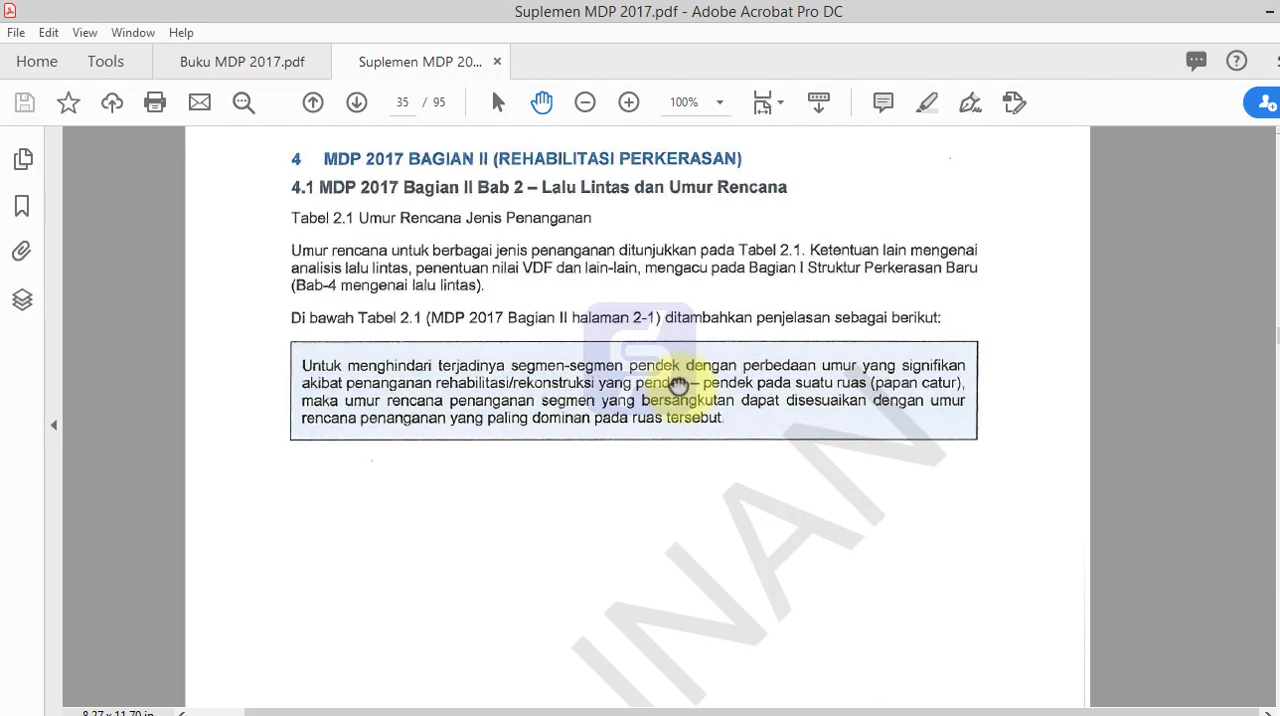 Suplemen MDP 2017.pdf - Adobe Acrobat Pro DC
File Edit View Window Help
Home Tools Buku MDP 2017.pdf Suplemen MDP 20... ×
35 / 95 100%
4 MDP 2017 BAGIAN II (REHABILITASI PERKERASAN)
4.1 MDP 2017 Bagian II Bab 2 – Lalu Lintas dan Umur Rencana
Tabel 2.1 Umur Rencana Jenis Penanganan
Umur rencana untuk berbagai jenis penanganan ditunjukkan pada Tabel 2.1. Ketentuan lain mengenai
analisis lalu lintas, penentuan nilai VDF dan lain-lain, mengacu pada Bagian I Struktur Perkerasan Baru
(Bab-4 mengenai lalu lintas).
Di bawah Tabel 2.1 (MDP 2017 Bagian II halaman 2-1) ditambahkan penjelasan sebagai berikut:
Untuk menghindari terjadinya segmen-segmen pendek dengan perbedaan umur yang signifikan
akibat penanganan rehabilitasi/rekonstruksi yang pendek – pendek pada suatu ruas (papan catur),
maka umur rencana penanganan segmen yang bersangkutan dapat disesuaikan dengan umur
rencana penanganan yang paling dominan pada ruas tersebut.
INAN
8.27 x 11.70 in